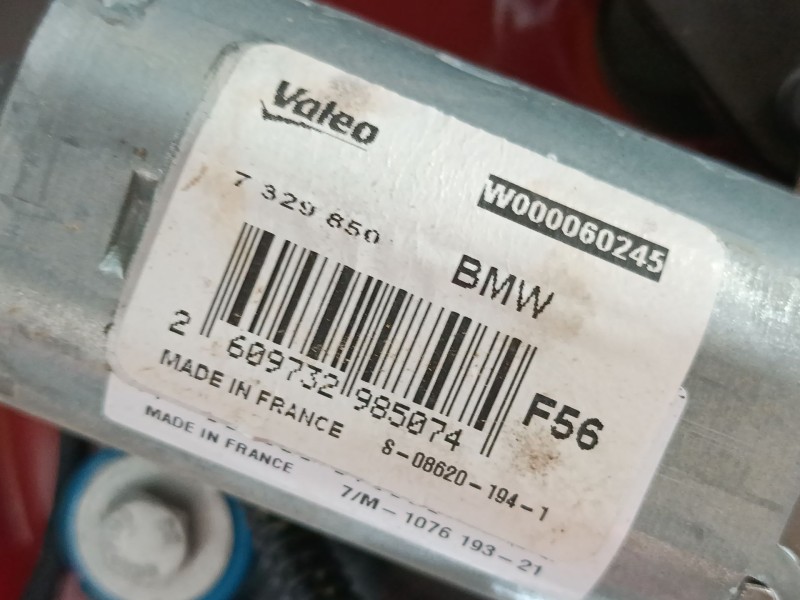 Valeo
7 329 850
W000060245
BMW
2 609732 985074
F56
MADE IN FRANCE
8-08620-194-1
MADE IN FRANCE
7/M-1076 193-21